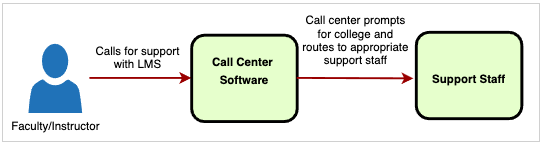 Calls for support
with LMS
Faculty/Instructor
Call Center
Software
Call center prompts
for college and
routes to appropriate
support staff
Support Staff